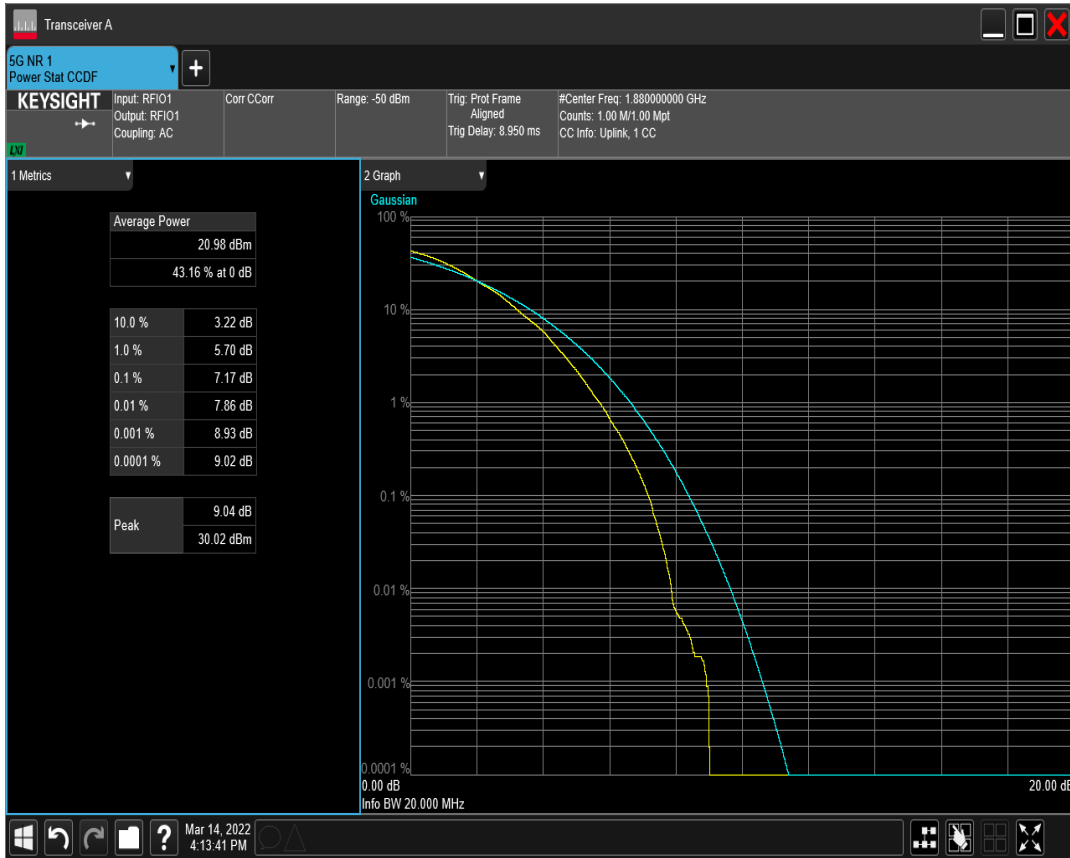 Transceiver A
5G NR 1
Power Stat CCDF
+
KEYSIGHT
LXI
Input: RFIO1
Output: RFIO1
Coupling: AC
Corr CCorr
Range: -50 dBm
Trig: Prot Frame
Aligned
Trig Delay: 8.950 ms
#Center Freq: 1.880000000 GHz
Counts: 1.00 M/1.00 Mpt
CC Info: Uplink, 1 CC
1 Metrics
Average Power
20.98 dBm
43.16 % at 0 dB
10.0 % 3.22 dB
1.0 % 5.70 dB
0.1 % 7.17 dB
0.01 % 7.86 dB
0.001 % 8.93 dB
0.0001 % 9.02 dB
Peak
9.04 dB
30.02 dBm
2 Graph
Gaussian
100 %
10 %
1 %
0.1 %
0.01 %
0.001 %
0.0001 %
0.00 dB
20.00 dB
Info BW 20.000 MHz
?
Mar 14, 2022
4:13:41 PM